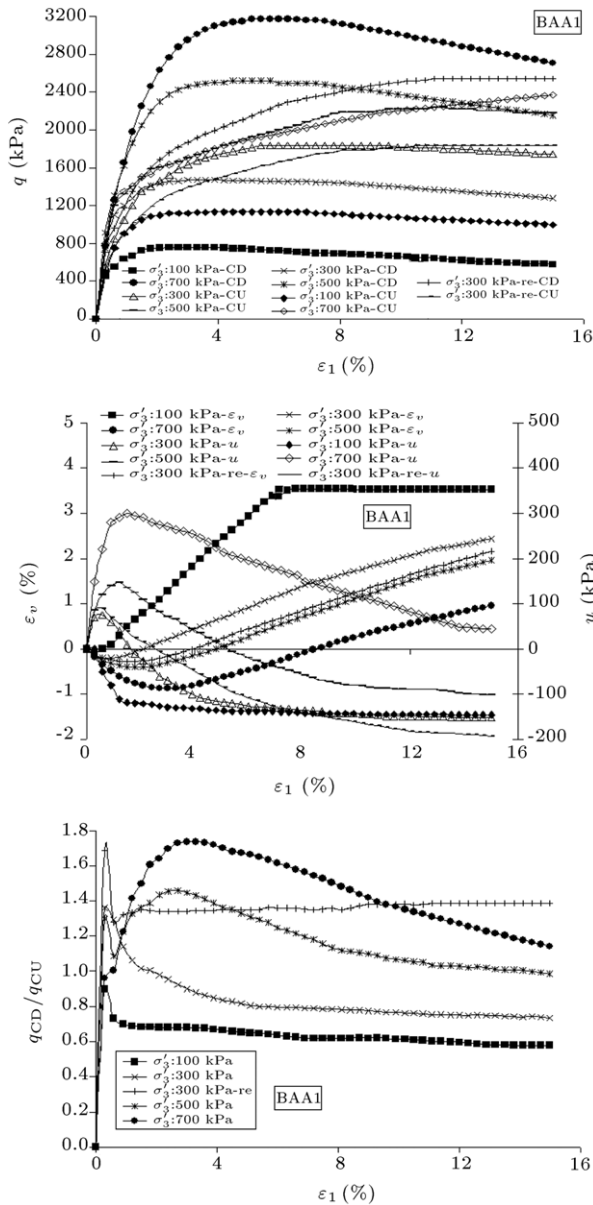 BAA1
3200
2800
2400
2000
1600
1200
800
400
0
q (kPa)
σ′3:100 kPa-CD
σ′3:700 kPa-CD
σ′3:300 kPa-CU
σ′3:500 kPa-CU
σ′3:300 kPa-CD
σ′3:500 kPa-CD
σ′3:100 kPa-CU
σ′3:700 kPa-CU
σ′3:300 kPa-re-CD
σ′3:300 kPa-re-CU
0 4 8 12 16
ε1 (%)
σ′3:100 kPa-εv
σ′3:700 kPa-εv
σ′3:300 kPa-u
σ′3:500 kPa-u
σ′3:300 kPa-re-εv
σ′3:300 kPa-εv
σ′3:500 kPa-εv
σ′3:100 kPa-u
σ′3:700 kPa-u
σ′3:300 kPa-re-u
BAA1
5
4
3
2
1
0
-1
-2
εv (%)
500
400
300
200
100
0
-100
-200
u (kPa)
0 4 8 12 16
ε1 (%)
1.8
1.6
1.4
1.2
1.0
0.8
0.6
0.4
0.2
0.0
qCD/qCU
σ′3:100 kPa
σ′3:300 kPa
σ′3:300 kPa-re
σ′3:500 kPa
σ′3:700 kPa
BAA1
0 4 8 12 16
ε1 (%)